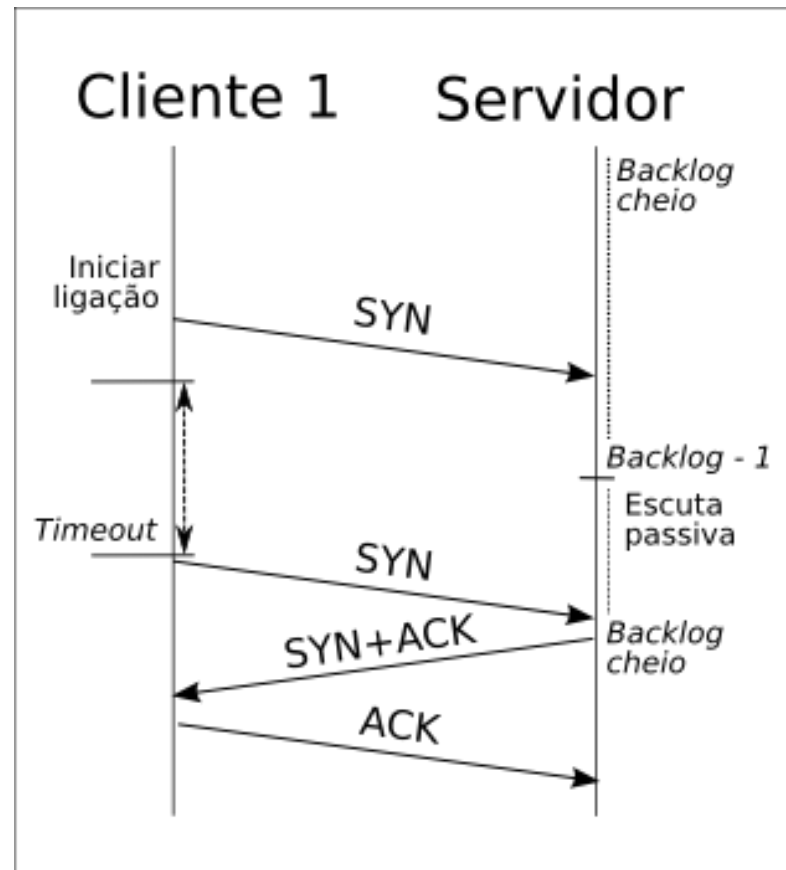 Cliente 1
Servidor
Backlog
cheio
Iniciar
ligação
SYN
Backlog - 1
Escuta
passiva
Timeout
SYN
SYN+ACK
Backlog
cheio
ACK